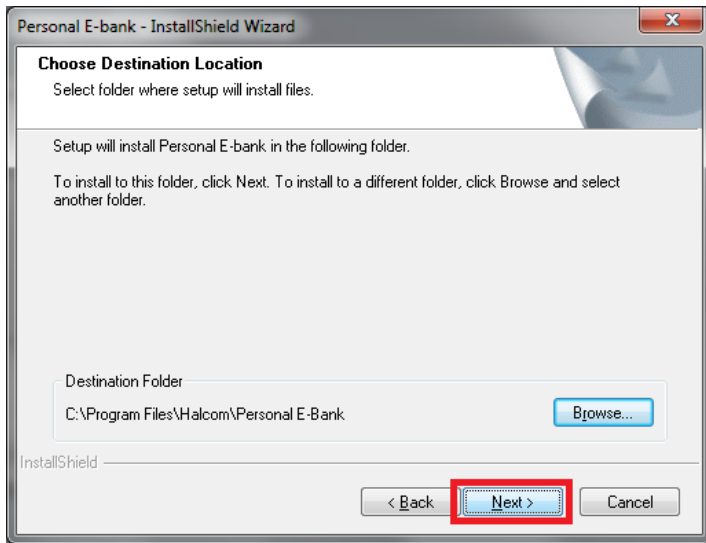 Personal E-bank - InstallShield Wizard
Choose Destination Location
Select folder where setup will install files.
Setup will install Personal E-bank in the following folder.
To install to this folder, click Next. To install to a different folder, click Browse and select
another folder.
Destination Folder
C:\Program Files\Halcom\Personal E-Bank
Browse...
InstallShield
< Back
Next >
Cancel